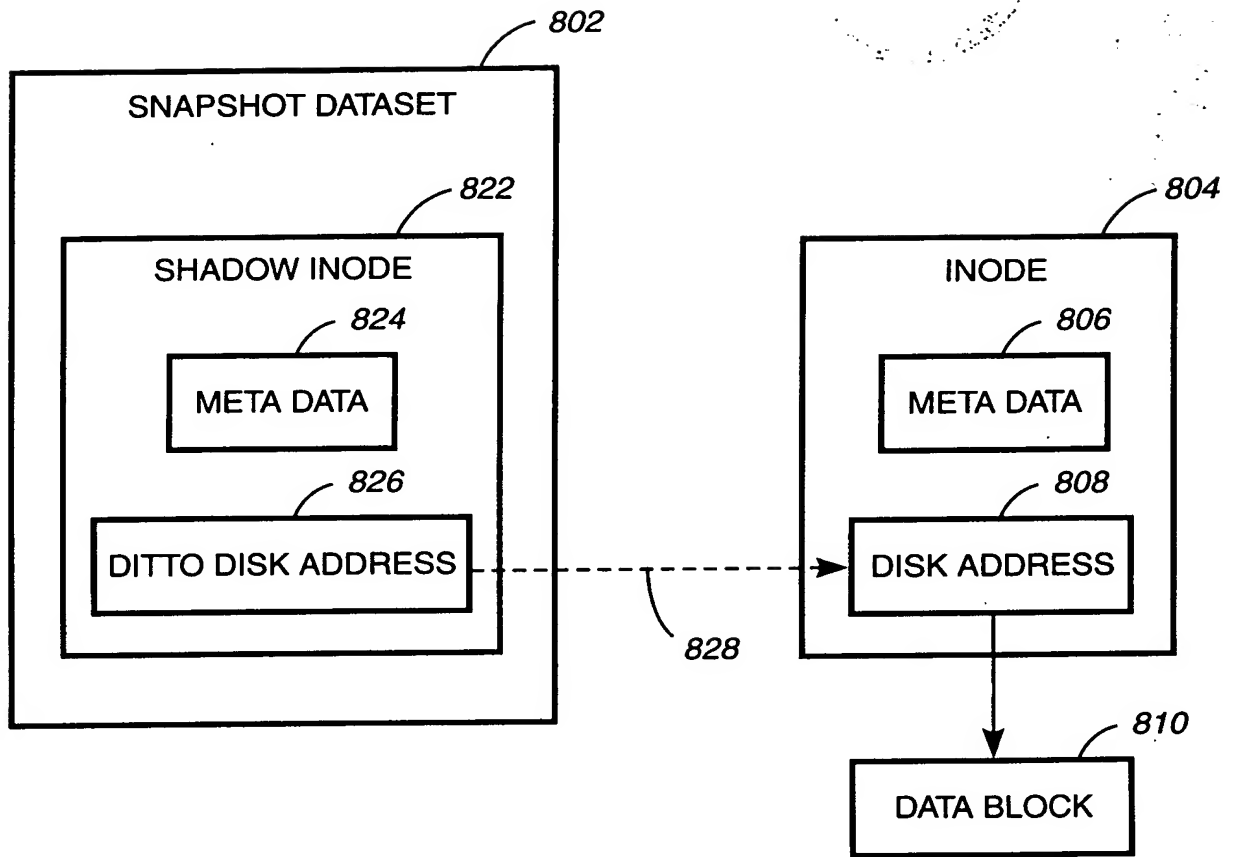 802
SNAPSHOT DATASET
822
804
SHADOW INODE
INODE
824
806
META DATA
META DATA
826
808
DITTO DISK ADDRESS
DISK ADDRESS
828
810
DATA BLOCK